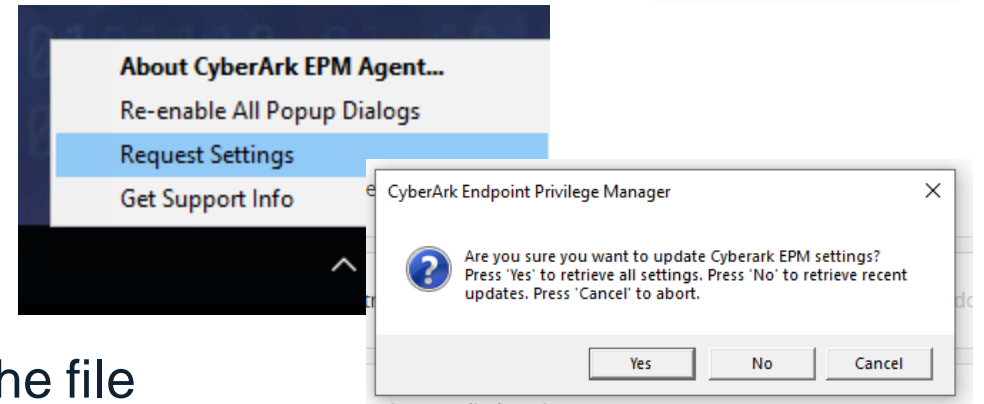 About CyberArk EPM Agent...
Re-enable All Popup Dialogs
Request Settings
Get Support Info
CyberArk Endpoint Privilege Manager
Are you sure you want to update Cyberark EPM settings?
Press 'Yes' to retrieve all settings. Press 'No' to retrieve recent
updates. Press 'Cancel' to abort.
Yes No Cancel
he file